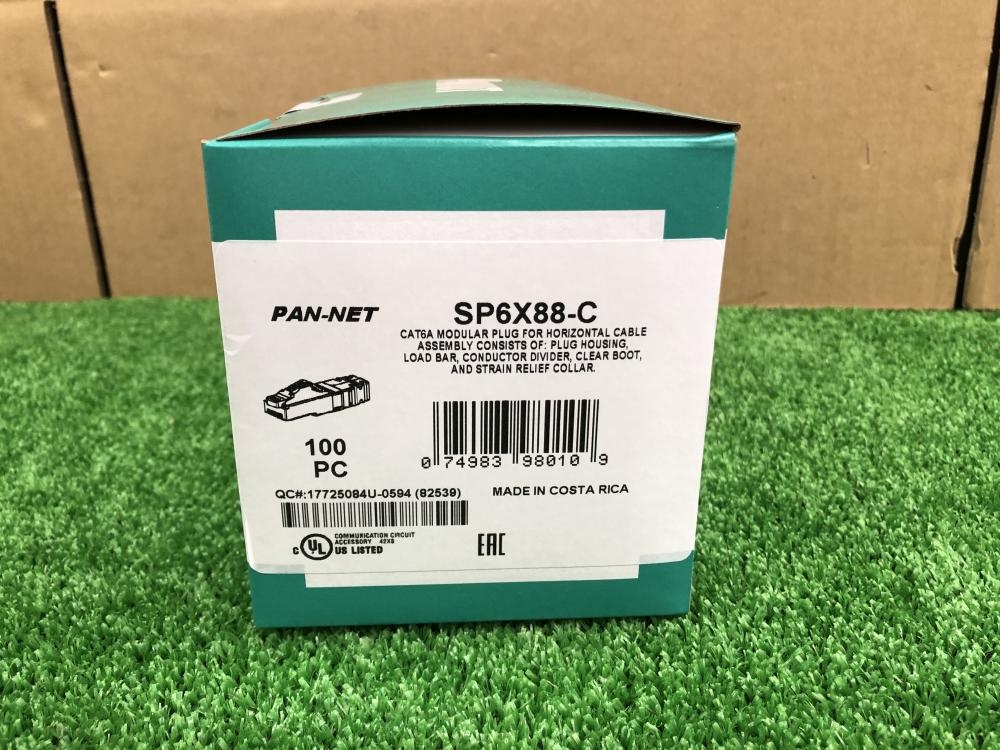 PAN-NET
SP6X88-C
CAT6A MODULAR PLUG FOR HORIZONTAL CABLE
ASSEMBLY CONSISTS OF: PLUG HOUSING,
LOAD BAR, CONDUCTOR DIVIDER, CLEAR BOOT,
AND STRAIN RELIEF COLLAR.
100
PC
0 74983 98010 9
QC#:17725084U-0594 (82539)
MADE IN COSTA RICA
C UL COMMUNICATION CIRCUIT
ACCESSORY 42X8
US LISTED
EAC